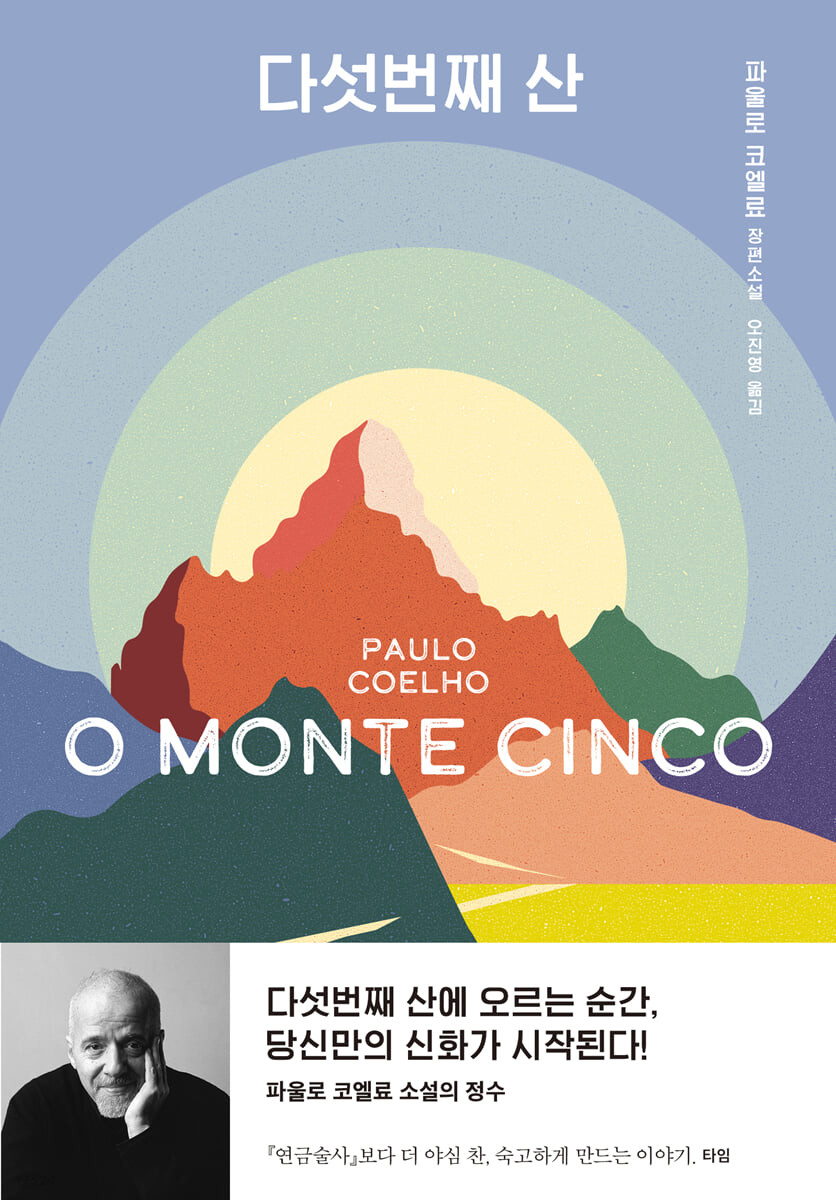 다섯번째 산
파울로 코엘료 장편소설 오진영 옮김
PAULO
COELHO
O MONTE CINCO
다섯번째 산에 오르는 순간,
당신만의 신화가 시작된다!
파울로 코엘료 소설의 정수
『연금술사』보다 더 야심 찬, 숙고하게 만드는 이야기. 타임